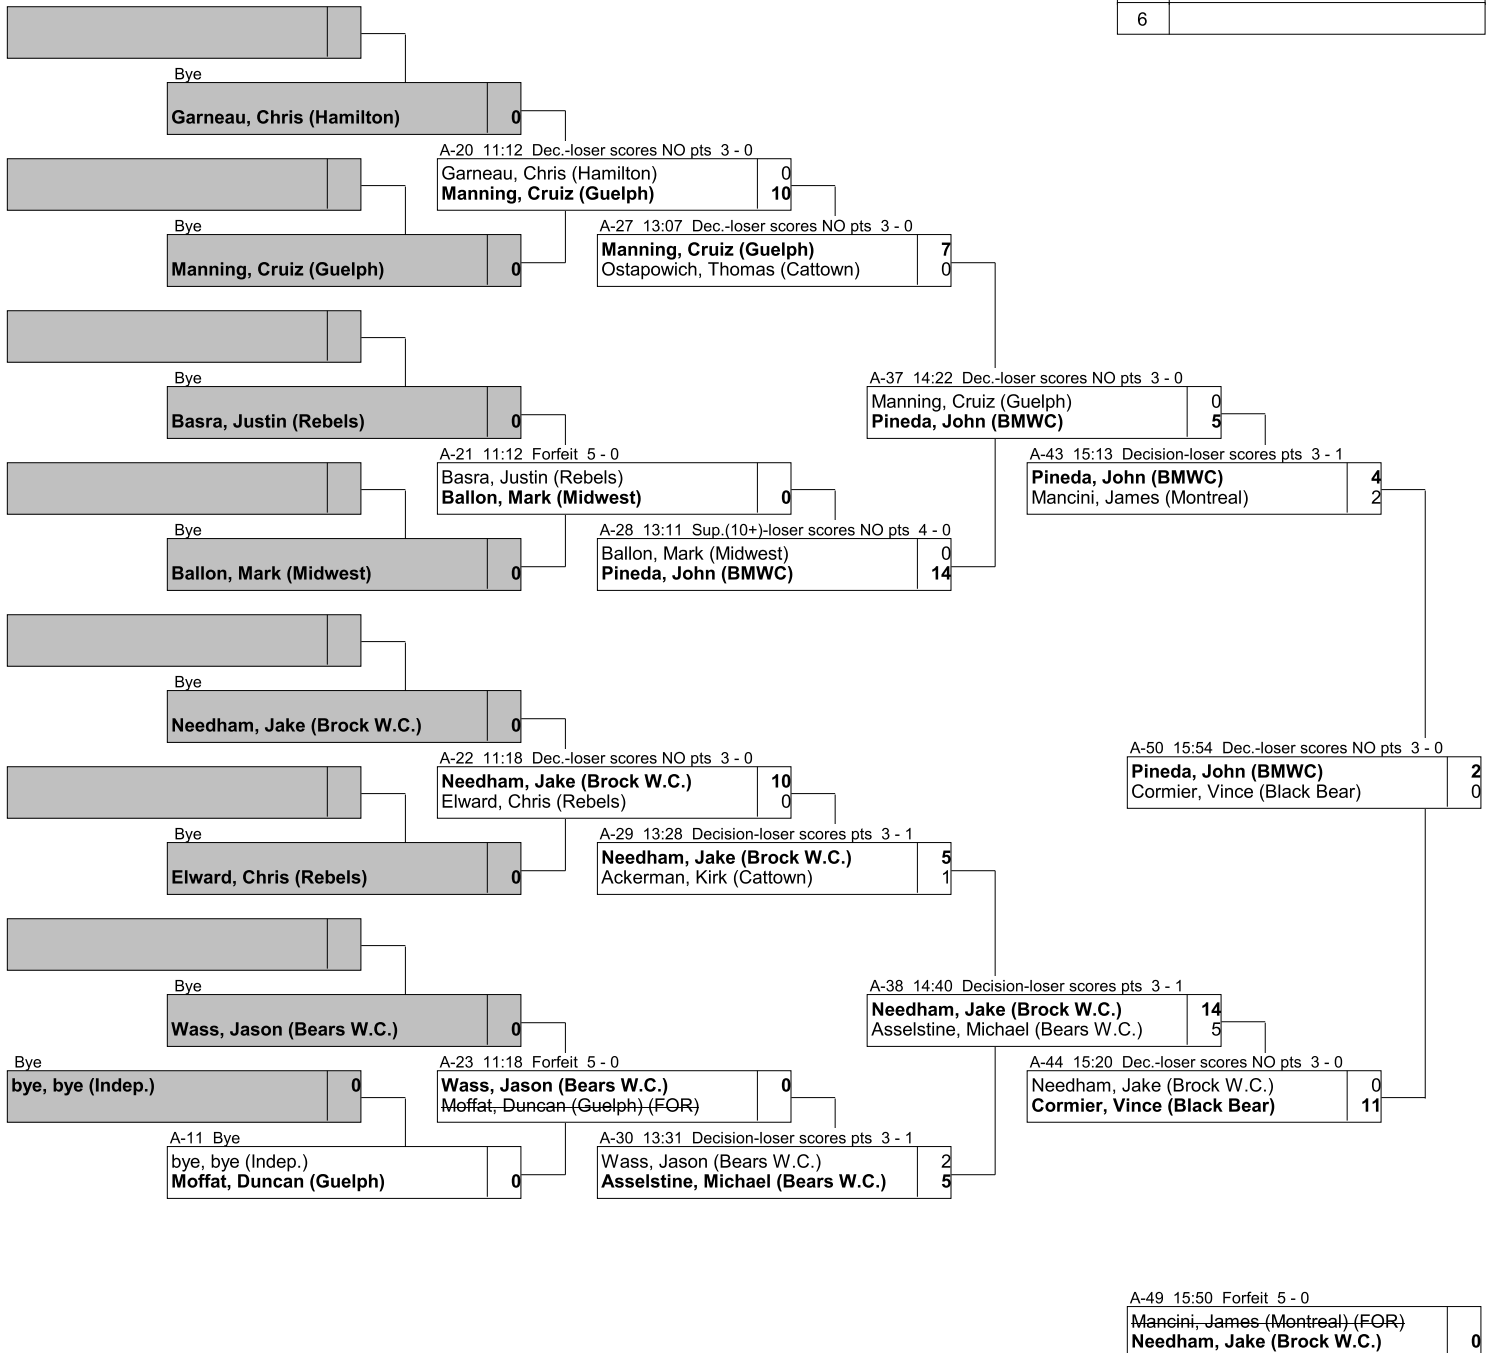 6
Bye
Garneau, Chris (Hamilton) 0
A-20 11:12 Dec.-loser scores NO pts 3 - 0
Garneau, Chris (Hamilton) 0
Manning, Cruiz (Guelph) 10
Bye
Manning, Cruiz (Guelph) 0
A-27 13:07 Dec.-loser scores NO pts 3 - 0
Manning, Cruiz (Guelph) 7
Ostapowich, Thomas (Cattown) 0
Bye
Basra, Justin (Rebels) 0
A-37 14:22 Dec.-loser scores NO pts 3 - 0
Manning, Cruiz (Guelph) 0
Pineda, John (BMWC) 5
A-21 11:12 Forfeit 5 - 0
Basra, Justin (Rebels)
Ballon, Mark (Midwest) 0
A-43 15:13 Decision-loser scores pts 3 - 1
Pineda, John (BMWC) 4
Mancini, James (Montreal) 2
Bye
Ballon, Mark (Midwest) 0
A-28 13:11 Sup.(10+)-loser scores NO pts 4 - 0
Ballon, Mark (Midwest) 0
Pineda, John (BMWC) 14
Bye
Needham, Jake (Brock W.C.) 0
A-22 11:18 Dec.-loser scores NO pts 3 - 0
Needham, Jake (Brock W.C.) 10
Elward, Chris (Rebels) 0
A-50 15:54 Dec.-loser scores NO pts 3 - 0
Pineda, John (BMWC) 2
Cormier, Vince (Black Bear) 0
Bye
Elward, Chris (Rebels) 0
A-29 13:28 Decision-loser scores pts 3 - 1
Needham, Jake (Brock W.C.) 5
Ackerman, Kirk (Cattown) 1
Bye
Wass, Jason (Bears W.C.) 0
A-38 14:40 Decision-loser scores pts 3 - 1
Needham, Jake (Brock W.C.) 14
Asselstine, Michael (Bears W.C.) 5
Bye
bye, bye (Indep.) 0
A-23 11:18 Forfeit 5 - 0
Wass, Jason (Bears W.C.) 0
Moffat, Duncan (Guelph) (FOR)
A-44 15:20 Dec.-loser scores NO pts 3 - 0
Needham, Jake (Brock W.C.) 0
Cormier, Vince (Black Bear) 11
A-11 Bye
bye, bye (Indep.)
Moffat, Duncan (Guelph) 0
A-30 13:31 Decision-loser scores pts 3 - 1
Wass, Jason (Bears W.C.) 2
Asselstine, Michael (Bears W.C.) 5
A-49 15:50 Forfeit 5 - 0
Mancini, James (Montreal) (FOR)
Needham, Jake (Brock W.C.) 0